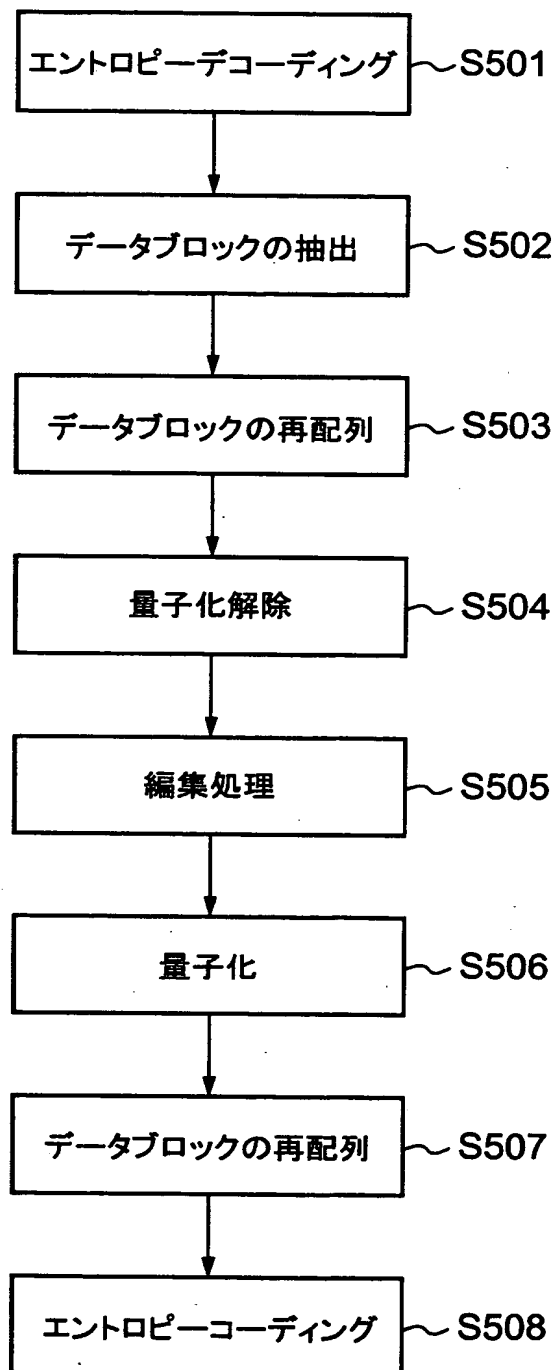 エントロピーデコーディング S501
データブロックの抽出 S502
データブロックの再配列 S503
量子化解除 S504
編集処理 S505
量子化 S506
データブロックの再配列 S507
エントロピーコーディング S508